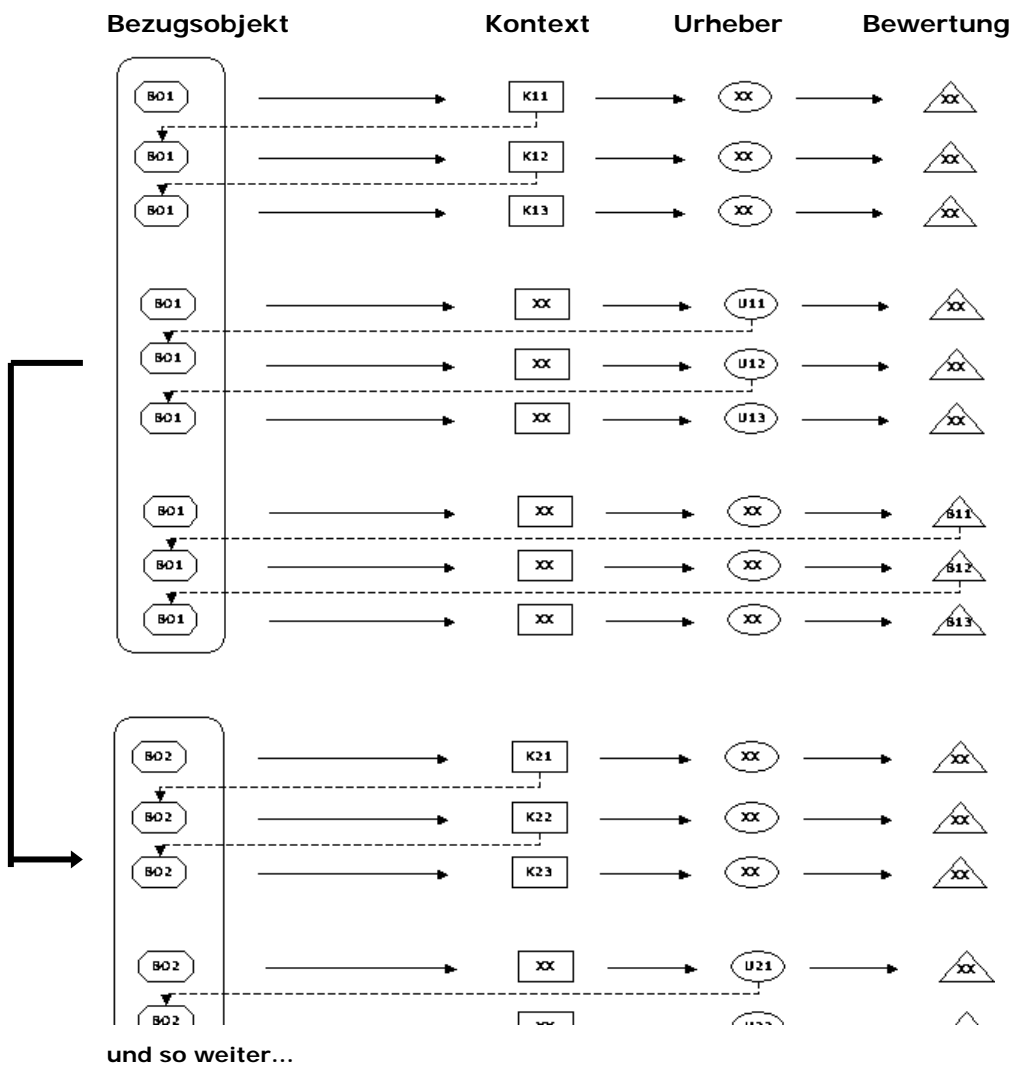 Bezugsobjekt Kontext Urheber Bewertung
BO1 K11 XX XX
BO1 K12 XX XX
BO1 K13 XX XX
BO1 XX U11 XX
BO1 XX U12 XX
BO1 XX U13 XX
BO1 XX XX B11
BO1 XX XX B12
BO1 XX XX B13
BO2 K21 XX XX
BO2 K22 XX XX
BO2 K23 XX XX
BO2 XX U21 XX
BO2 XX
und so weiter...